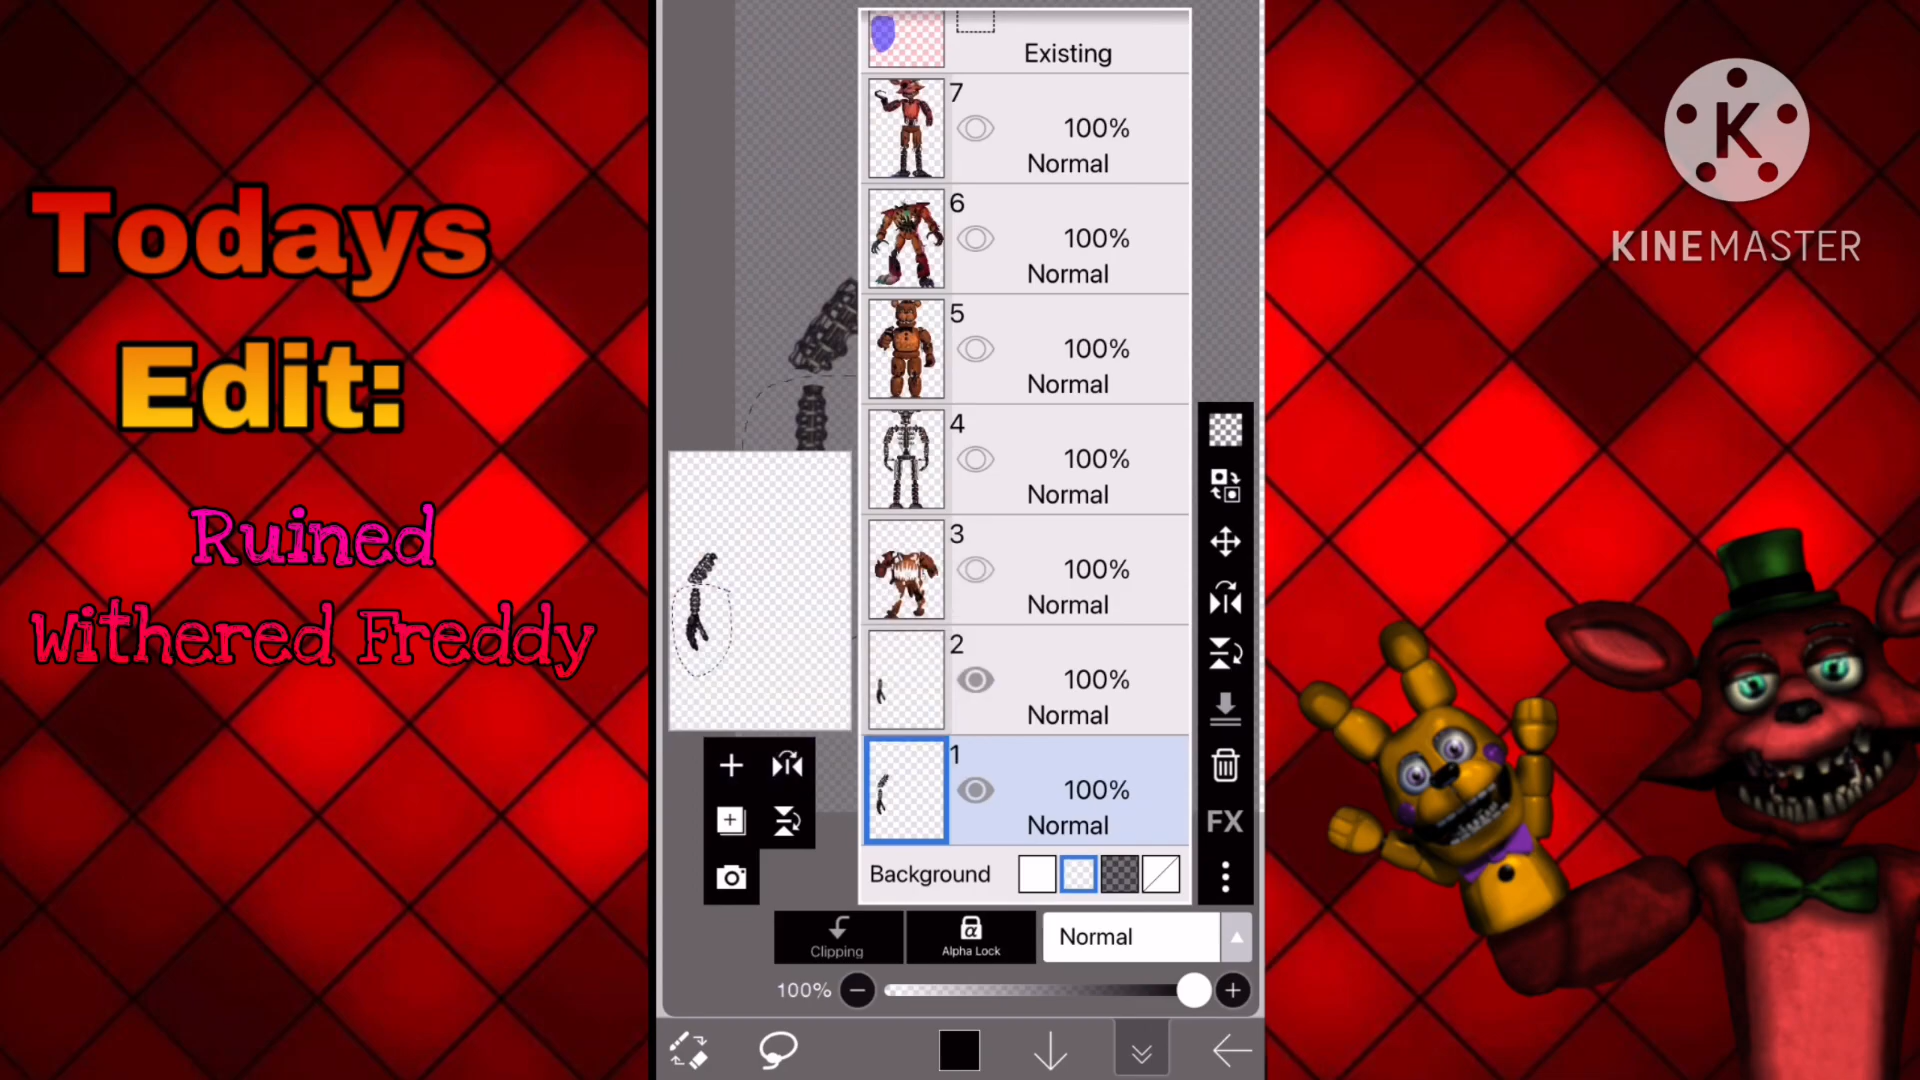 Todays
Edit:
Ruined
Withered Freddy
Existing
7
100%
Normal
6
100%
Normal
5
100%
Normal
4
100%
Normal
3
100%
Normal
2
100%
Normal
1
100%
Normal
Background
FX
Clipping
α
Alpha Lock
Normal
100%
K
KINEMASTER